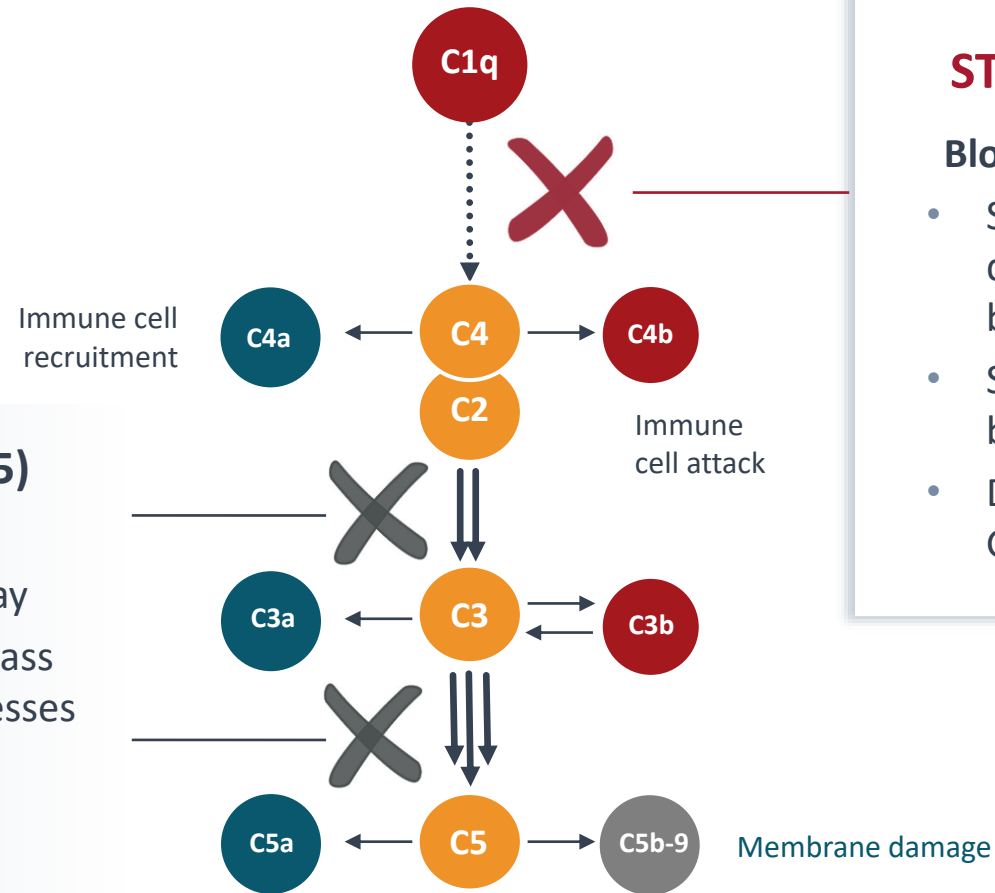 C1q
ST
Blo
• S
b
• S
b
• D
Immune cell
recruitment
C4a
C4
C4b
C2
Immune
cell attack
5)
ay
ass
esses
C3a
C3
C3b
C5a
C5
C5b-9
Membrane damage